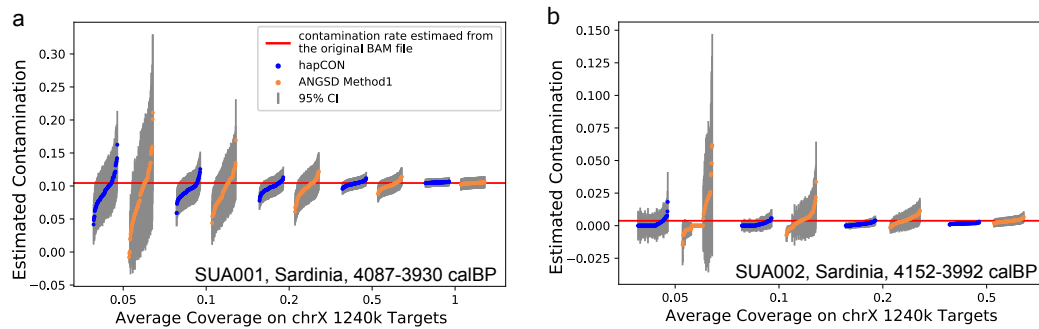 a
contamination rate estimaed from
the original BAM file
hapCON
ANGSD Method1
95% CI
Estimated Contamination
0.30
0.25
0.20
0.15
0.10
0.05
0.00
−0.05
SUA001, Sardinia, 4087-3930 calBP
0.05
0.1
0.2
0.5
1
Average Coverage on chrX 1240k Targets
b
Estimated Contamination
0.150
0.125
0.100
0.075
0.050
0.025
0.000
−0.025
SUA002, Sardinia, 4152-3992 calBP
0.05
0.1
0.2
0.5
Average Coverage on chrX 1240k Targets